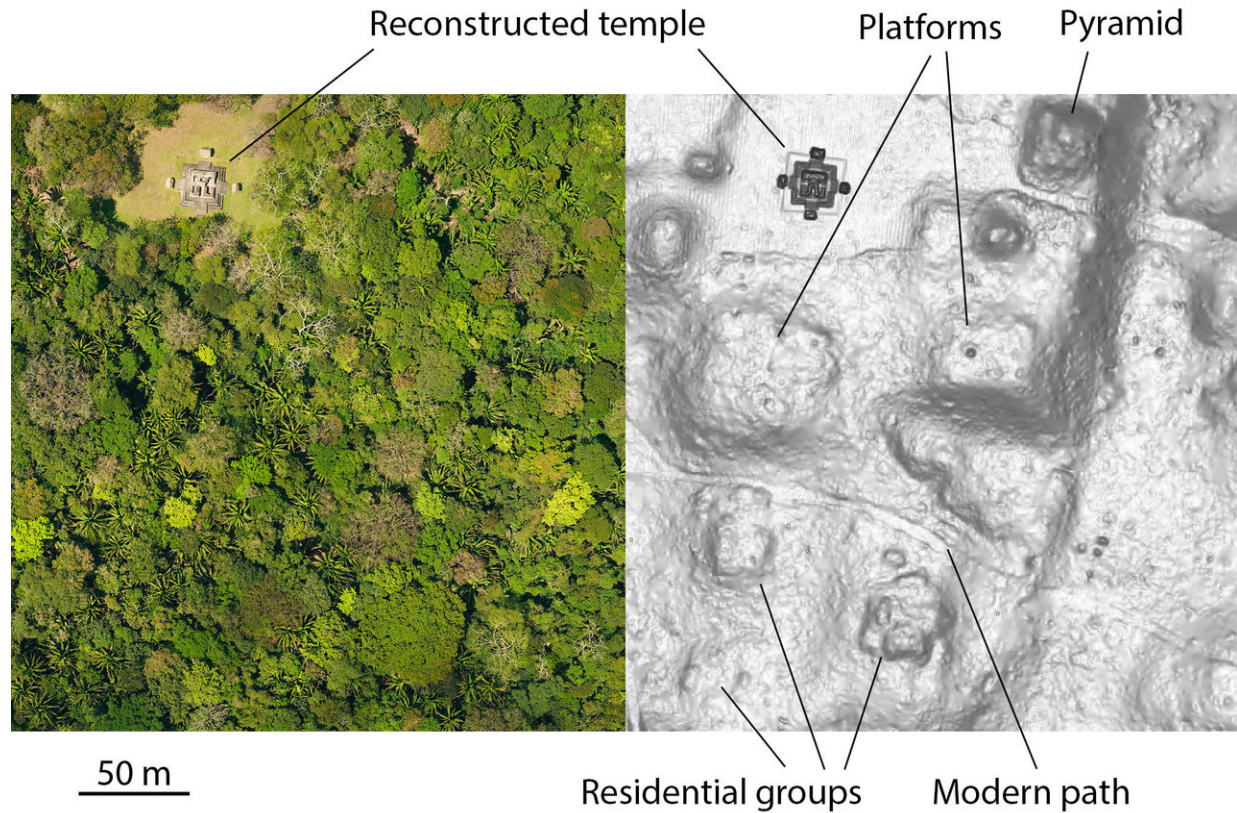 Reconstructed temple
Platforms
Pyramid
50 m
Residential groups
Modern path